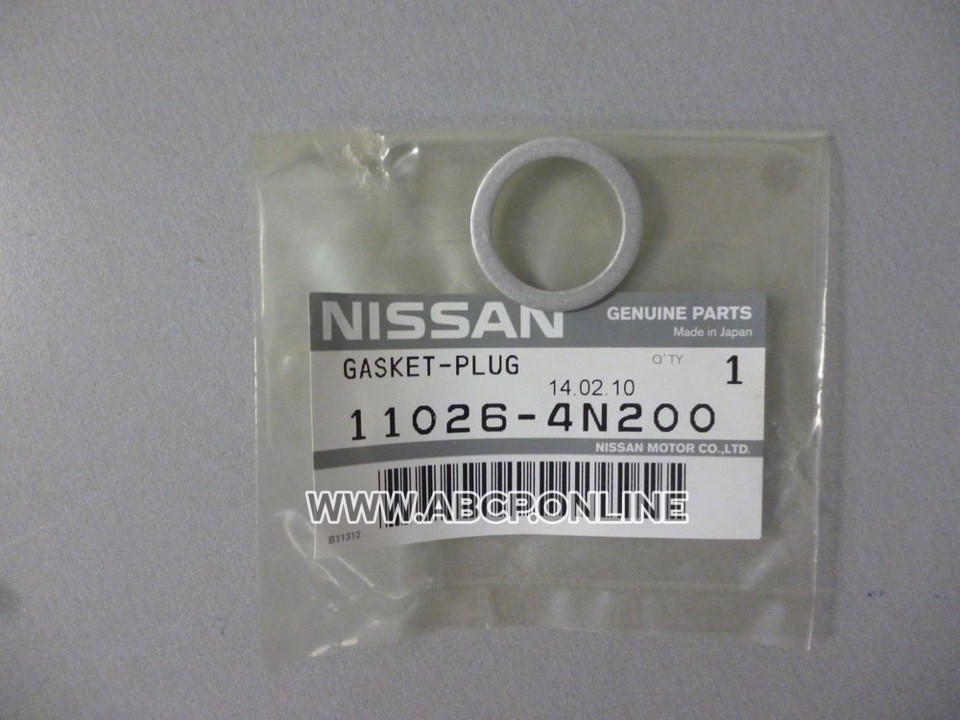 NISSAN
GENUINE PARTS
Made in Japan
GASKET-PLUG
Q'TY 1
14.02.10
11026-4N200
NISSAN MOTOR CO.,LTD.
WWW.ABCP.ONLINE
B11312